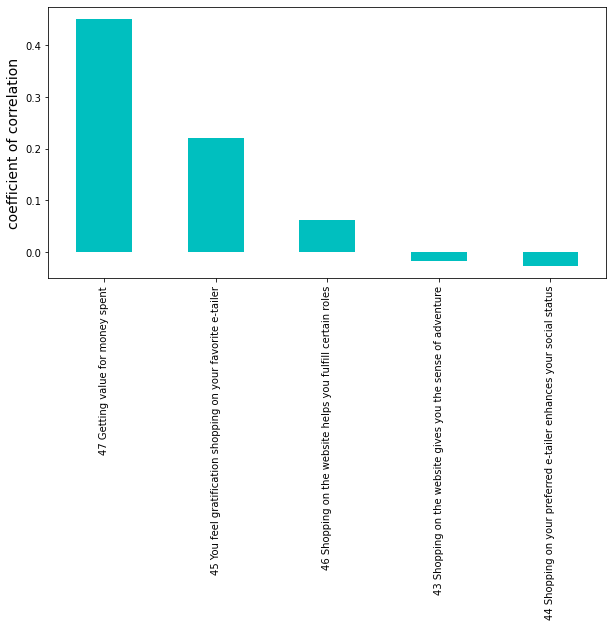 coefficient of correlation
0.4
0.3
0.2
0.1
0.0
47 Getting value for money spent
45 You feel gratification shopping on your favorite e-tailer
46 Shopping on the website helps you fulfill certain roles
43 Shopping on the website gives you the sense of adventure
44 Shopping on your preferred e-tailer enhances your social status